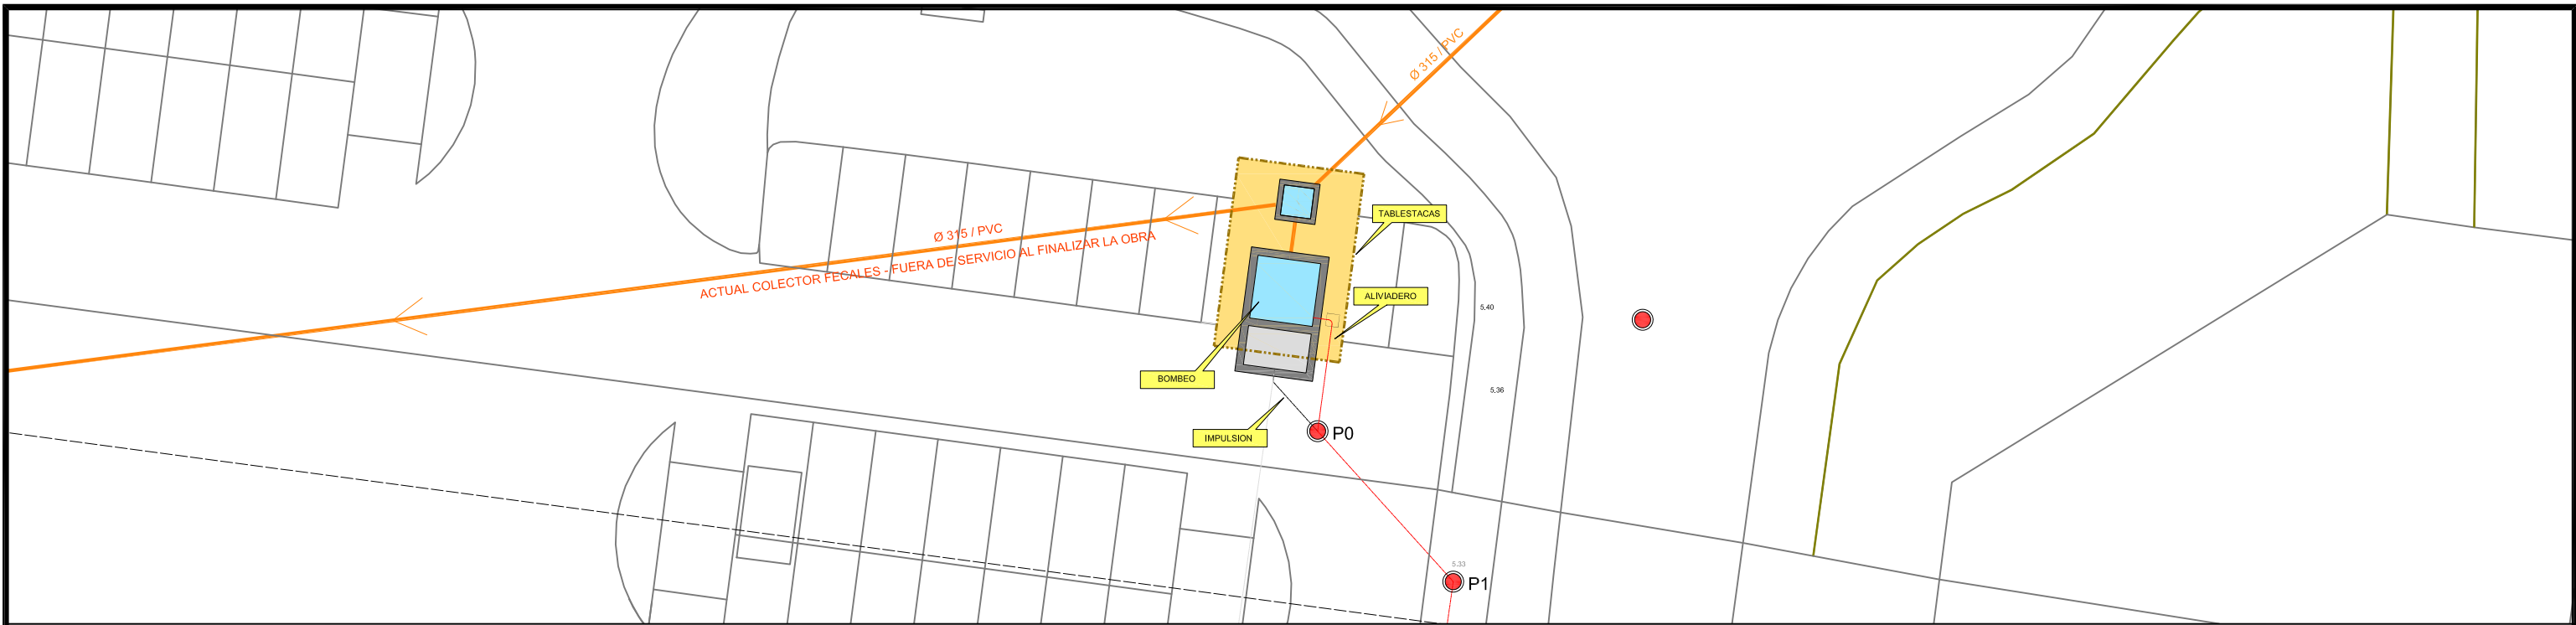 Ø 315 / PVC
TABLESTACAS
Ø 315 / PVC
ACTUAL COLECTOR FECALES - FUERA DE SERVICIO AL FINALIZAR LA OBRA
ALIVIADERO
5,40
BOMBEO
5,36
IMPULSION
P0
5,33
P1